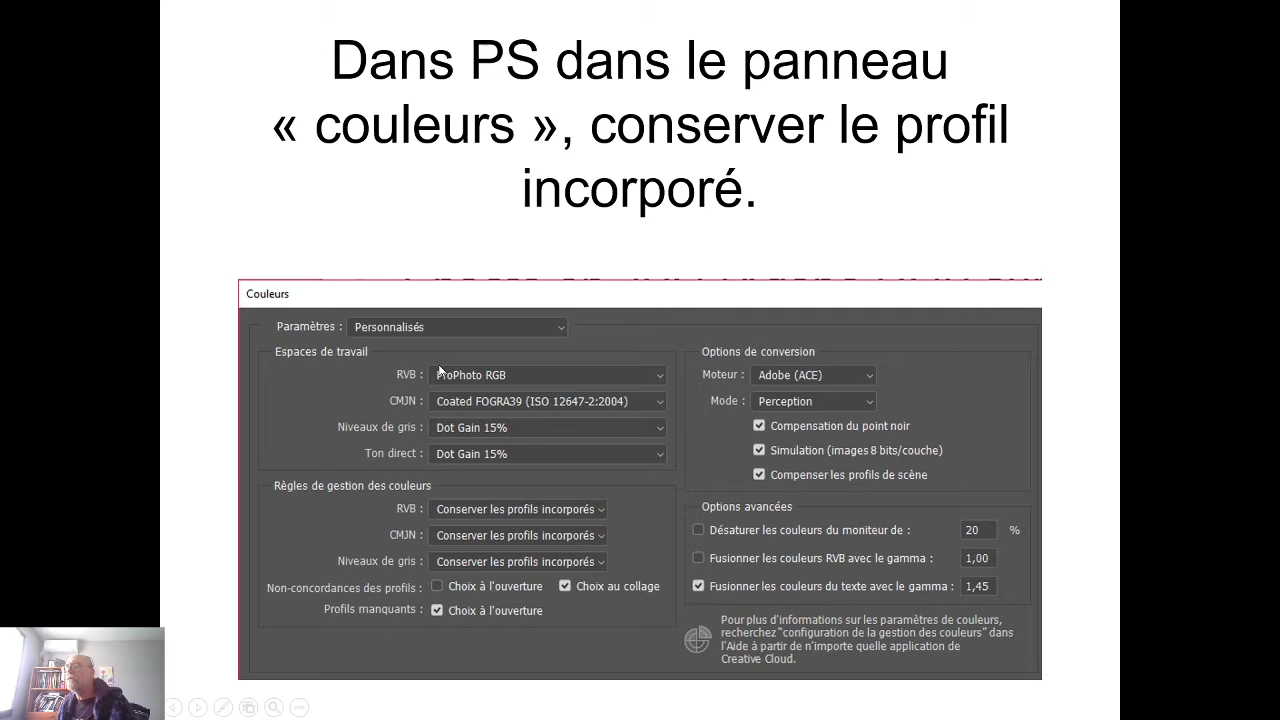 Dans PS dans le panneau
« couleurs », conserver le profil
incorporé.
Couleurs
Paramètres : Personnalisés
Espaces de travail
RVB : ProPhoto RGB
CMJN : Coated FOGRA39 (ISO 12647-2:2004)
Niveaux de gris : Dot Gain 15%
Ton direct : Dot Gain 15%
Règles de gestion des couleurs
RVB : Conserver les profils incorporés
CMJN : Conserver les profils incorporés
Niveaux de gris : Conserver les profils incorporés
Non-concordances des profils : Choix à l'ouverture Choix au collage
Profils manquants : Choix à l'ouverture
Options de conversion
Moteur : Adobe (ACE)
Mode : Perception
Compensation du point noir
Simulation (images 8 bits/couche)
Compenser les profils de scène
Options avancées
Désaturer les couleurs du moniteur de : 20 %
Fusionner les couleurs RVB avec le gamma : 1,00
Fusionner les couleurs du texte avec le gamma : 1,45
Pour plus d'informations sur les paramètres de couleurs,
recherchez "configuration de la gestion des couleurs" dans
l'Aide à partir de n'importe quelle application de
Creative Cloud.